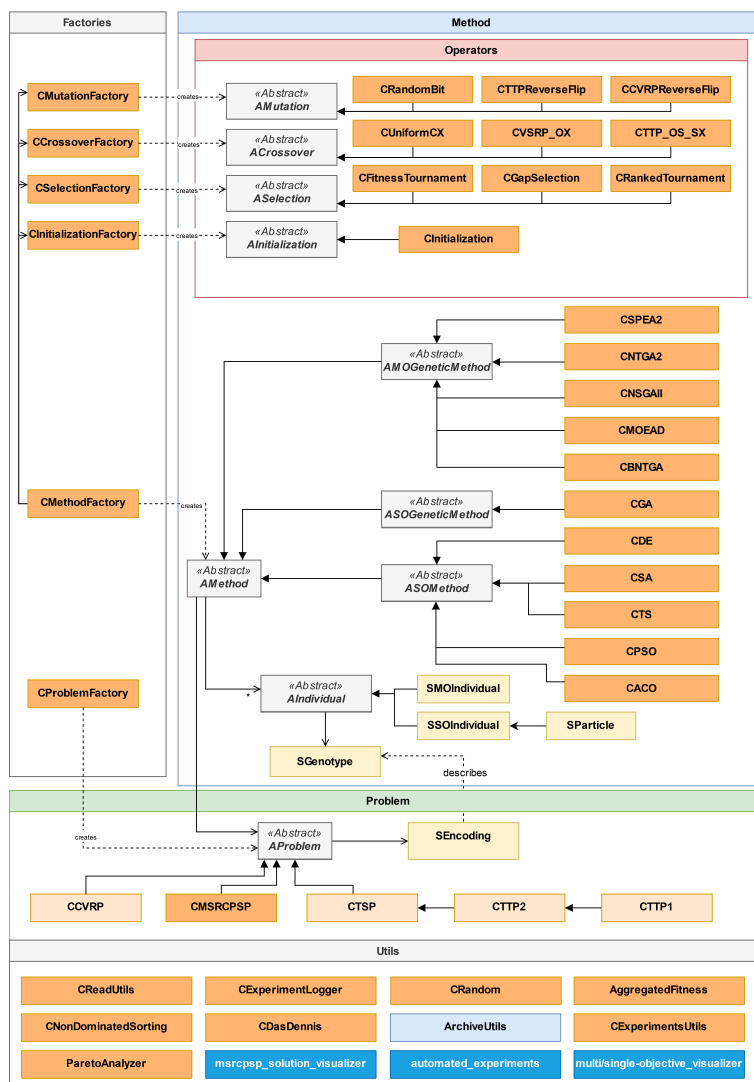 Factories
Method
Operators
CMutationFactory
creates
«Abstract»
AMutation
CRandomBit
CTTPReverseFlip
CCVRPReverseFlip
CCrossoverFactory
creates
«Abstract»
ACrossover
CUniformCX
CVSRP_OX
CTTP_OS_SX
CSelectionFactory
creates
«Abstract»
ASelection
CFitnessTournament
CGapSelection
CRankedTournament
CInitializationFactory
creates
«Abstract»
AInitialization
CInitialization
CSPEA2
«Abstract»
AMOGeneticMethod
CNTGA2
CNSGAII
CMOEAD
CBNTGA
CMethodFactory
creates
«Abstract»
ASOGeneticMethod
CGA
CDE
«Abstract»
AMethod
«Abstract»
ASOMethod
CSA
CTS
CPSO
CACO
CProblemFactory
*
«Abstract»
AIndividual
SMOIndividual
SSOIndividual
SParticle
SGenotype
describes
Problem
creates
«Abstract»
AProblem
SEncoding
CCVRP
CMSRCPSP
CTSP
CTTP2
CTTP1
Utils
CReadUtils
CExperimentLogger
CRandom
AggregatedFitness
CNonDominatedSorting
CDasDennis
ArchiveUtils
CExperimentsUtils
ParetoAnalyzer
msrcpsp_solution_visualizer
automated_experiments
multi/single-objective_visualizer